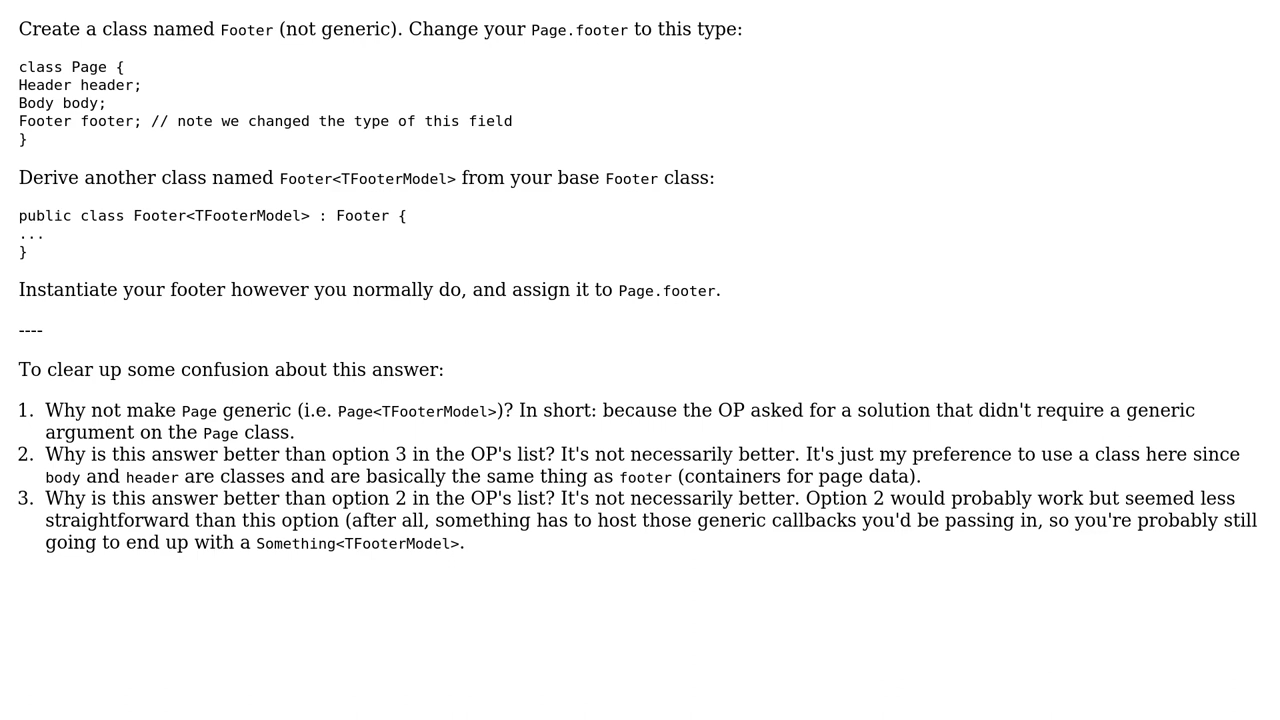 Create a class named Footer (not generic). Change your Page.footer to this type:
class Page {
Header header;
Body body;
Footer footer; // note we changed the type of this field
}
Derive another class named Footer<TFooterModel> from your base Footer class:
public class Footer<TFooterModel> : Footer {
...
}
Instantiate your footer however you normally do, and assign it to Page.footer.
----
To clear up some confusion about this answer:
1. Why not make Page generic (i.e. Page<TFooterModel>)? In short: because the OP asked for a solution that didn't require a generic
argument on the Page class.
2. Why is this answer better than option 3 in the OP's list? It's not necessarily better. It's just my preference to use a class here since
body and header are classes and are basically the same thing as footer (containers for page data).
3. Why is this answer better than option 2 in the OP's list? It's not necessarily better. Option 2 would probably work but seemed less
straightforward than this option (after all, something has to host those generic callbacks you'd be passing in, so you're probably still
going to end up with a Something<TFooterModel>.